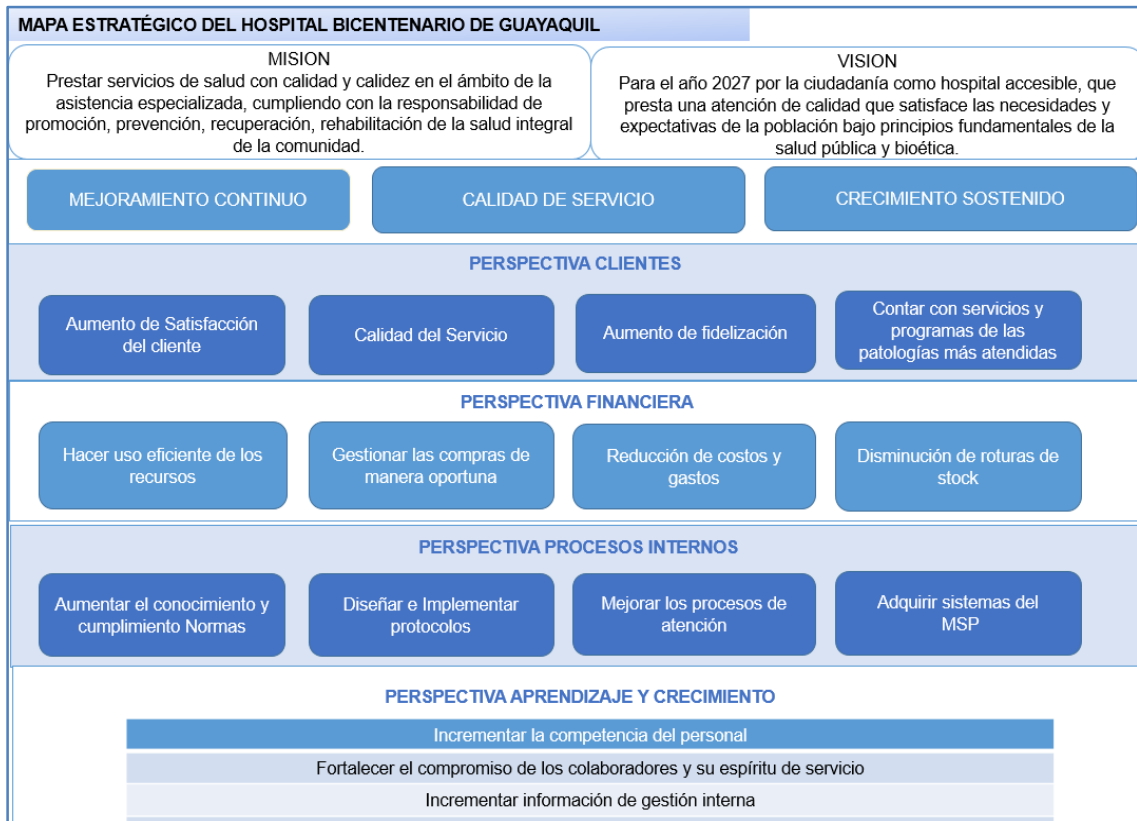 MAPA ESTRATÉGICO DEL HOSPITAL BICENTENARIO DE GUAYAQUIL
MISION
Prestar servicios de salud con calidad y calidez en el ámbito de la
asistencia especializada, cumpliendo con la responsabilidad de
promoción, prevención, recuperación, rehabilitación de la salud integral
de la comunidad.
VISION
Para el año 2027 por la ciudadanía como hospital accesible, que
presta una atención de calidad que satisface las necesidades y
expectativas de la población bajo principios fundamentales de la
salud pública y bioética.
MEJORAMIENTO CONTINUO
CALIDAD DE SERVICIO
CRECIMIENTO SOSTENIDO
PERSPECTIVA CLIENTES
Aumento de Satisfacción
del cliente
Calidad del Servicio
Aumento de fidelización
Contar con servicios y
programas de las
patologías más atendidas
PERSPECTIVA FINANCIERA
Hacer uso eficiente de los
recursos
Gestionar las compras de
manera oportuna
Reducción de costos y
gastos
Disminución de roturas de
stock
PERSPECTIVA PROCESOS INTERNOS
Aumentar el conocimiento y
cumplimiento Normas
Diseñar e Implementar
protocolos
Mejorar los procesos de
atención
Adquirir sistemas del
MSP
PERSPECTIVA APRENDIZAJE Y CRECIMIENTO
Incrementar la competencia del personal
Fortalecer el compromiso de los colaboradores y su espíritu de servicio
Incrementar información de gestión interna